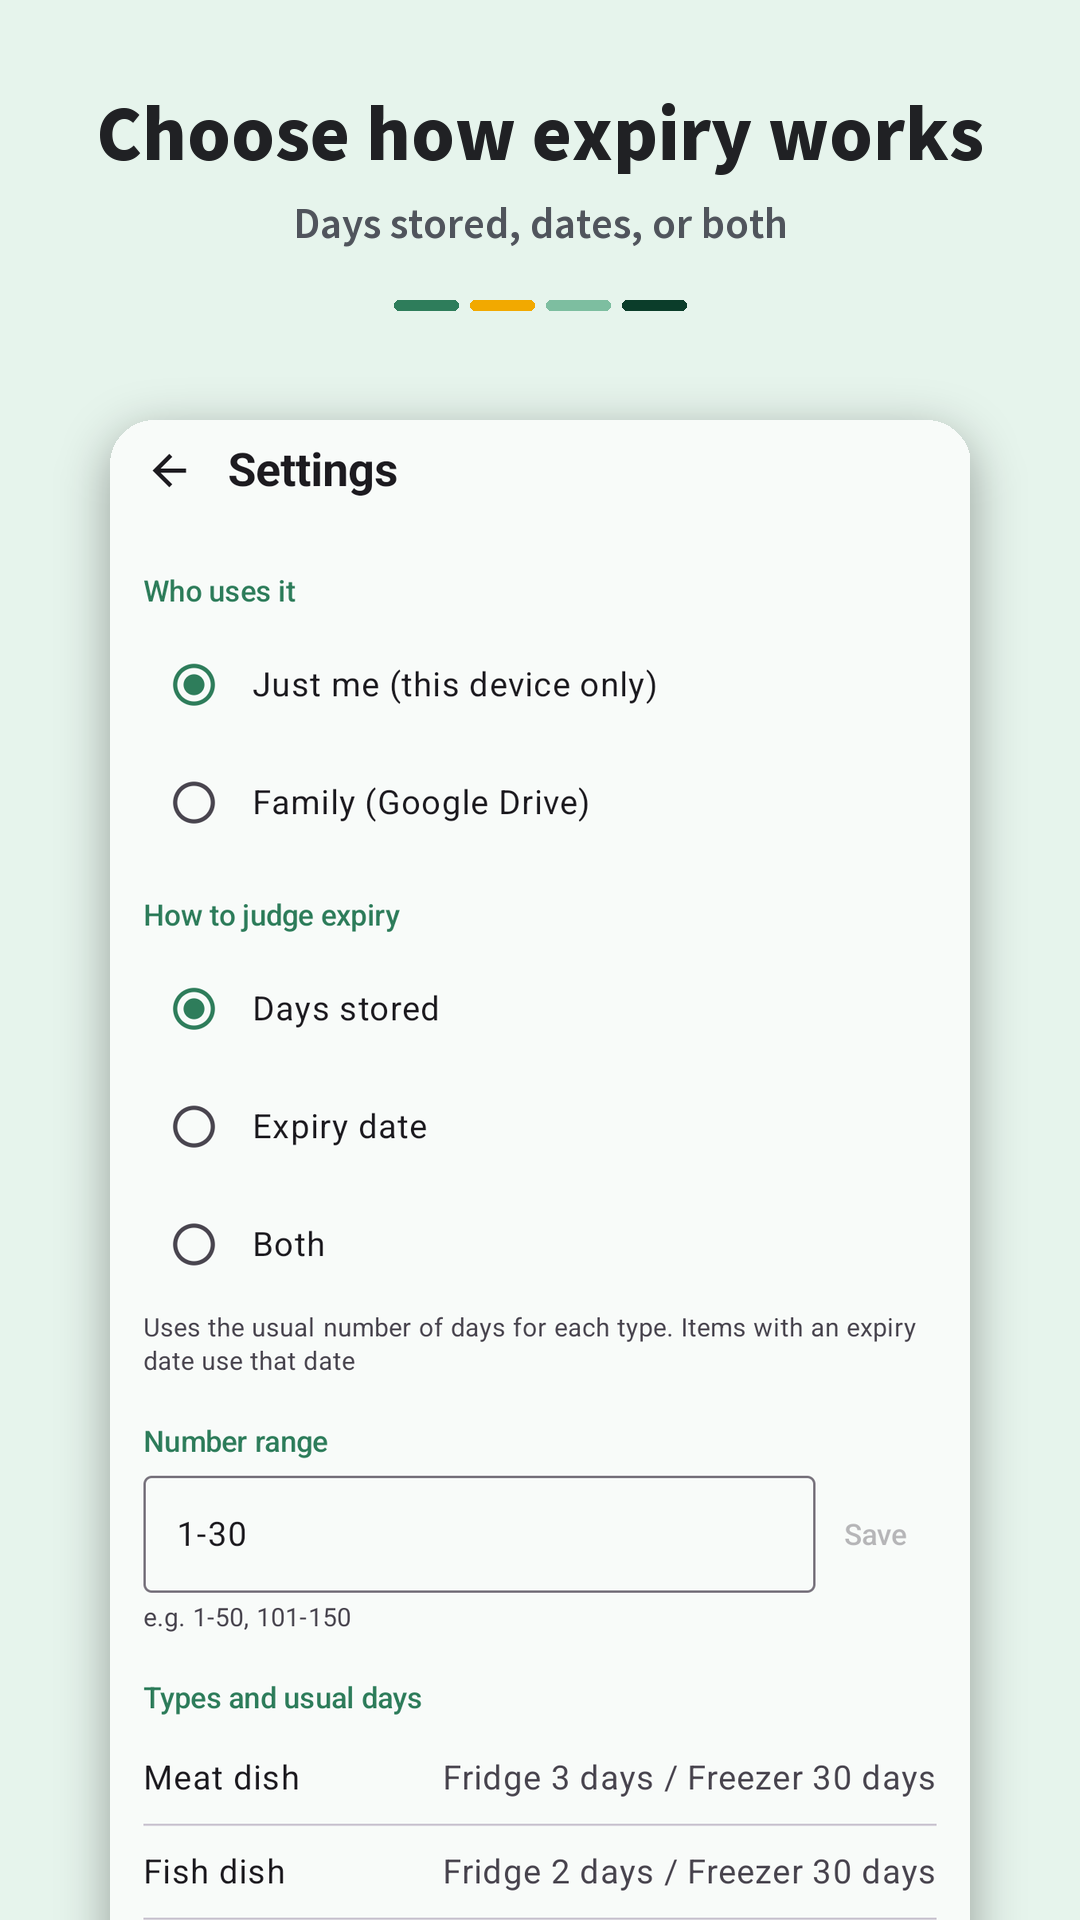 Choose how expiry works
Days stored, dates, or both
Settings
Who uses it
Just me (this device only)
Family (Google Drive)
How to judge expiry
Days stored
Expiry date
Both
Uses the usual number of days for each type. Items with an expiry
date use that date
Number range
1-30
Save
e.g. 1-50, 101-150
Types and usual days
Meat dish Fridge 3 days / Freezer 30 days
Fish dish Fridge 2 days / Freezer 30 days